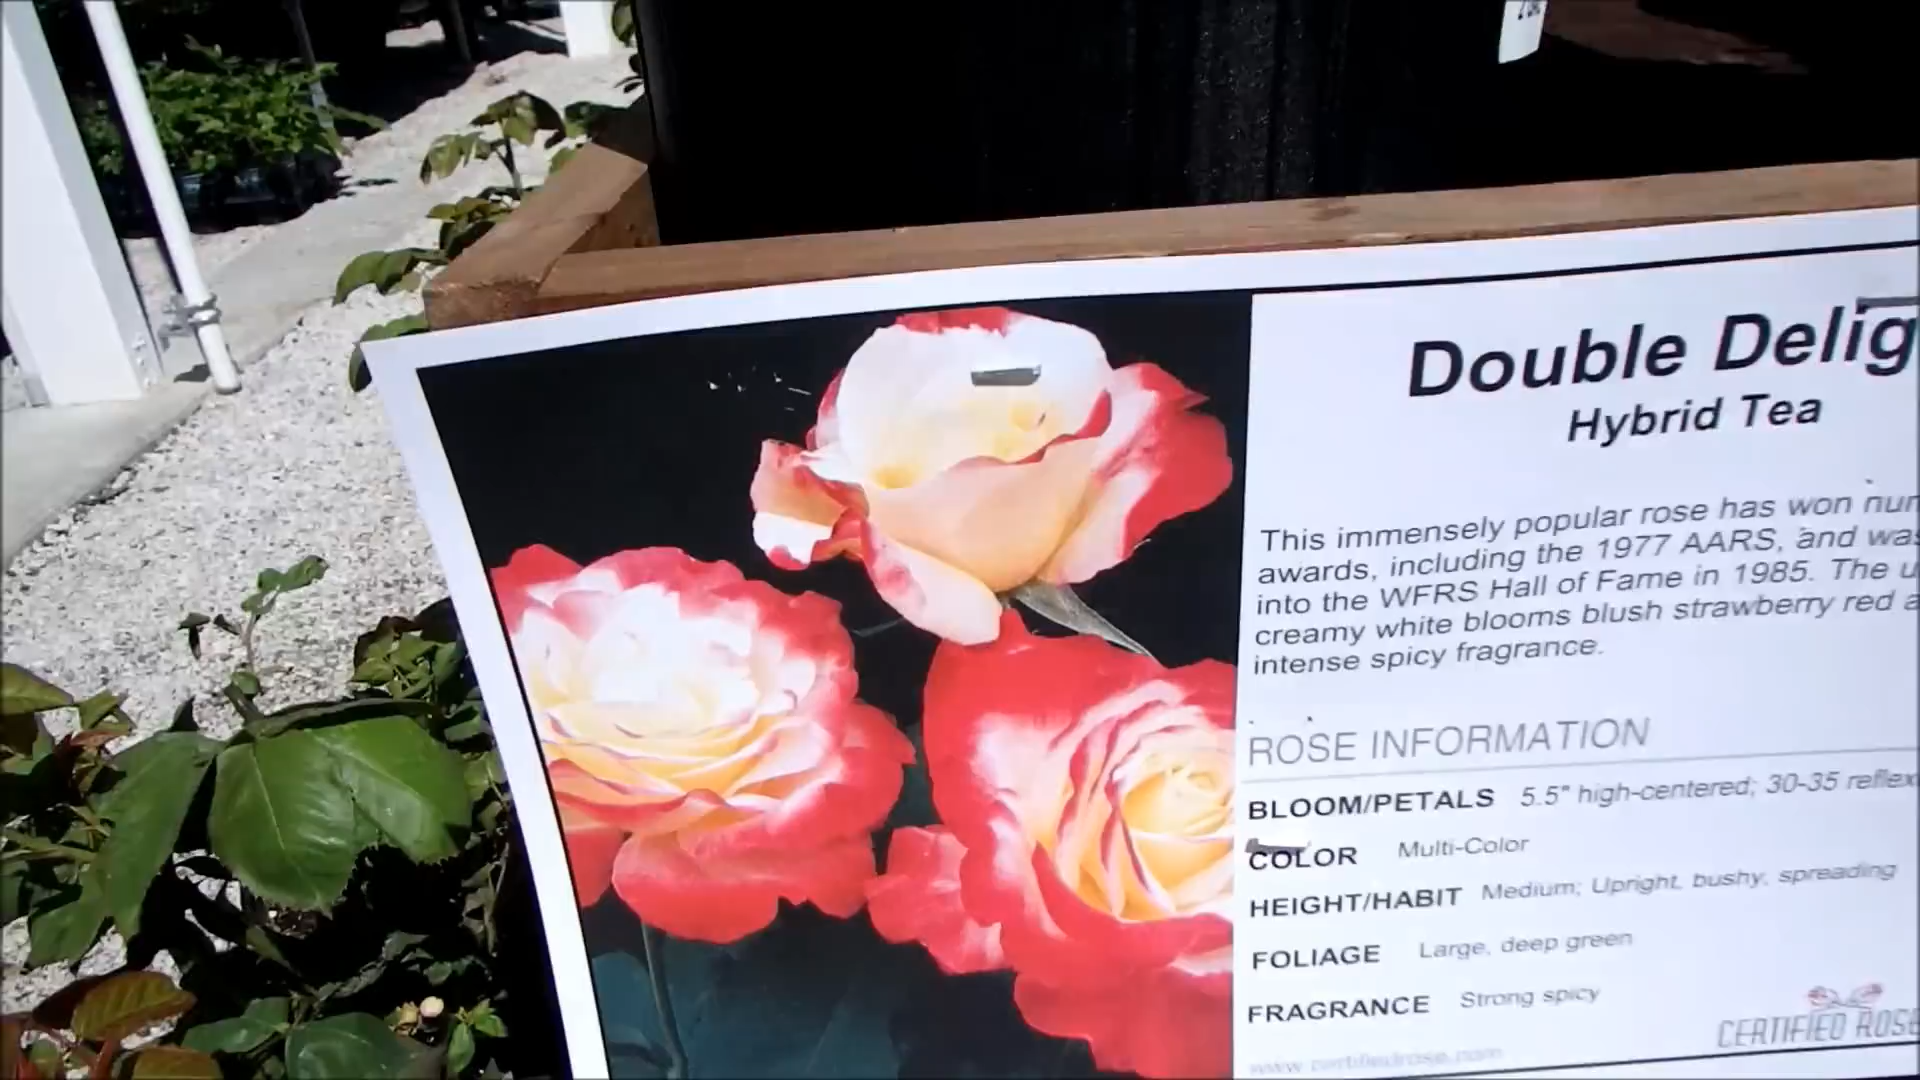 Double Delig
Hybrid Tea
This immensely popular rose has won num
awards, including the 1977 AARS, and was
into the WFRS Hall of Fame in 1985. The u
creamy white blooms blush strawberry red a
intense spicy fragrance.
ROSE INFORMATION
BLOOM/PETALS 5.5" high-centered; 30-35 reflex
COLOR Multi-Color
HEIGHT/HABIT Medium; Upright, bushy, spreading
FOLIAGE Large, deep green
FRAGRANCE Strong spicy
CERTIFIED ROSE
www.certifiedrose.com